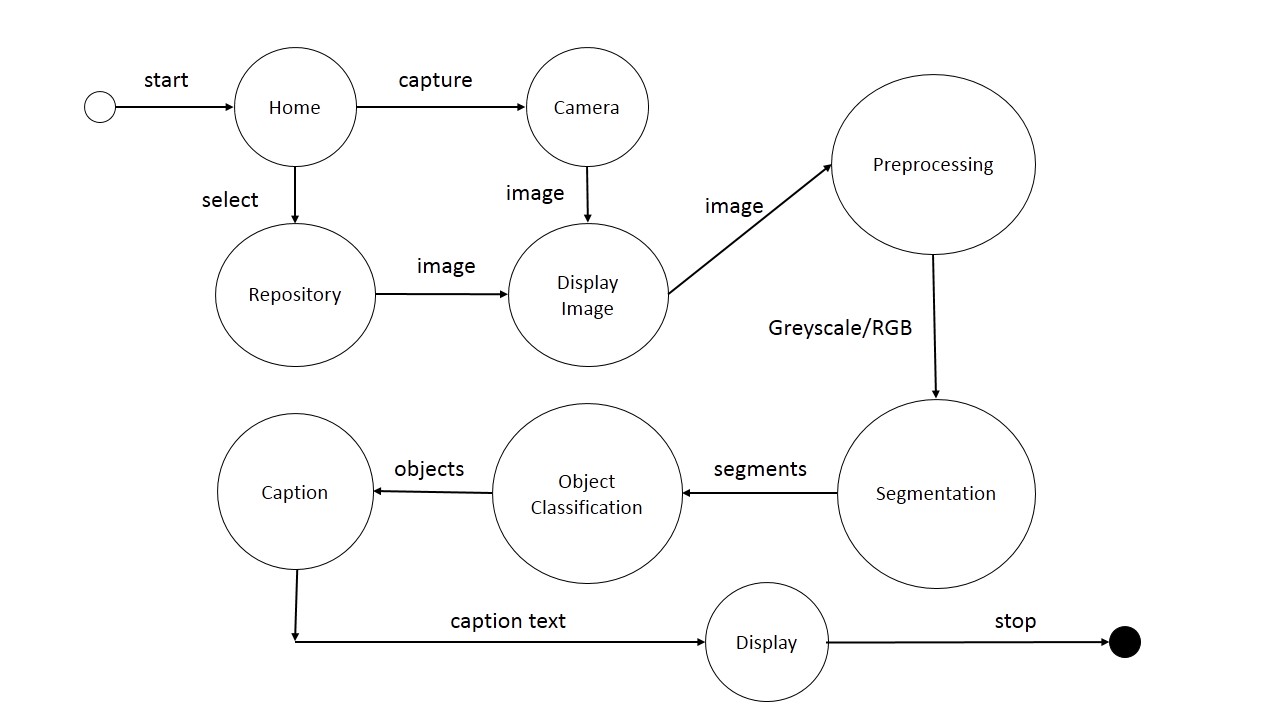 start
Home
capture
Camera
Preprocessing
select
image
image
Repository
image
Display
Image
Greyscale/RGB
Caption
objects
Object
Classification
segments
Segmentation
caption text
Display
stop